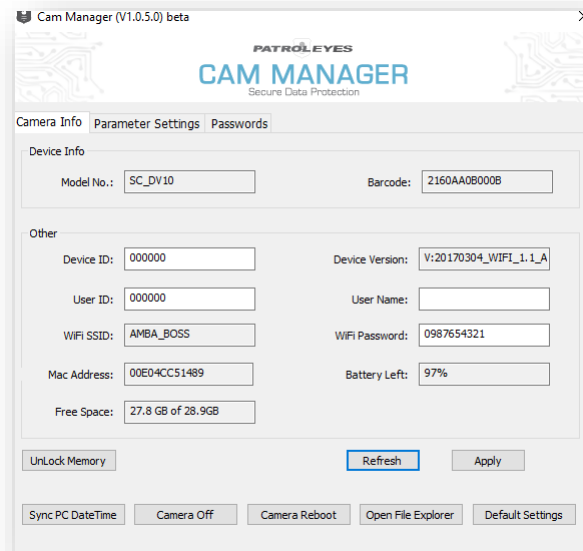 Cam Manager (V1.0.5.0) beta
PATROLEYES
CAM MANAGER
Secure Data Protection
Camera Info Parameter Settings Passwords
Device Info
Model No.: SC_DV10 Barcode: 2160AA0B000B
Other
Device ID: 000000 Device Version: V:20170304_WIFI_1.1_A
User ID: 000000 User Name:
WiFi SSID: AMBA_BOSS WiFi Password: 0987654321
Mac Address: 00E04CC51489 Battery Left: 97%
Free Space: 27.8 GB of 28.9GB
UnLock Memory Refresh Apply
Sync PC DateTime Camera Off Camera Reboot Open File Explorer Default Settings